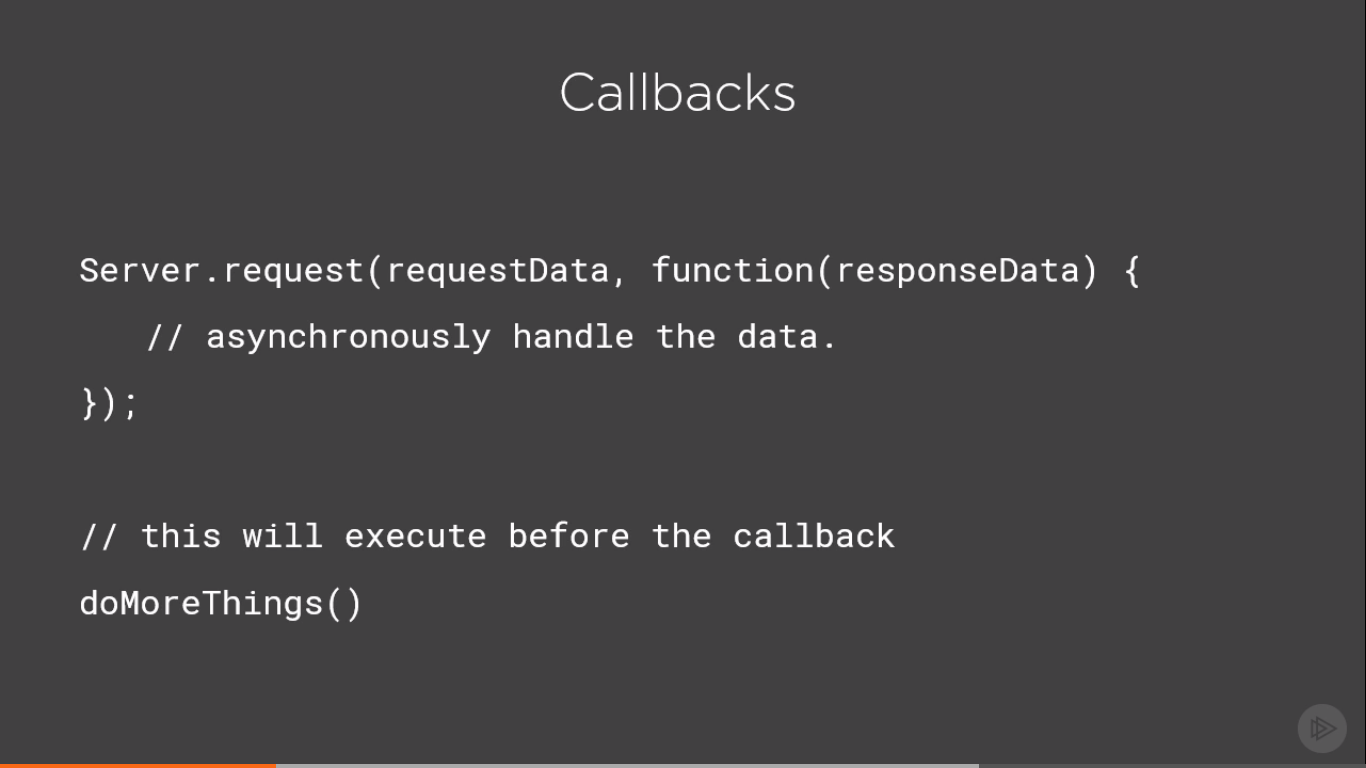 Callbacks
Server.request(requestData, function(responseData) {
// asynchronously handle the data.
});
// this will execute before the callback
doMoreThings()